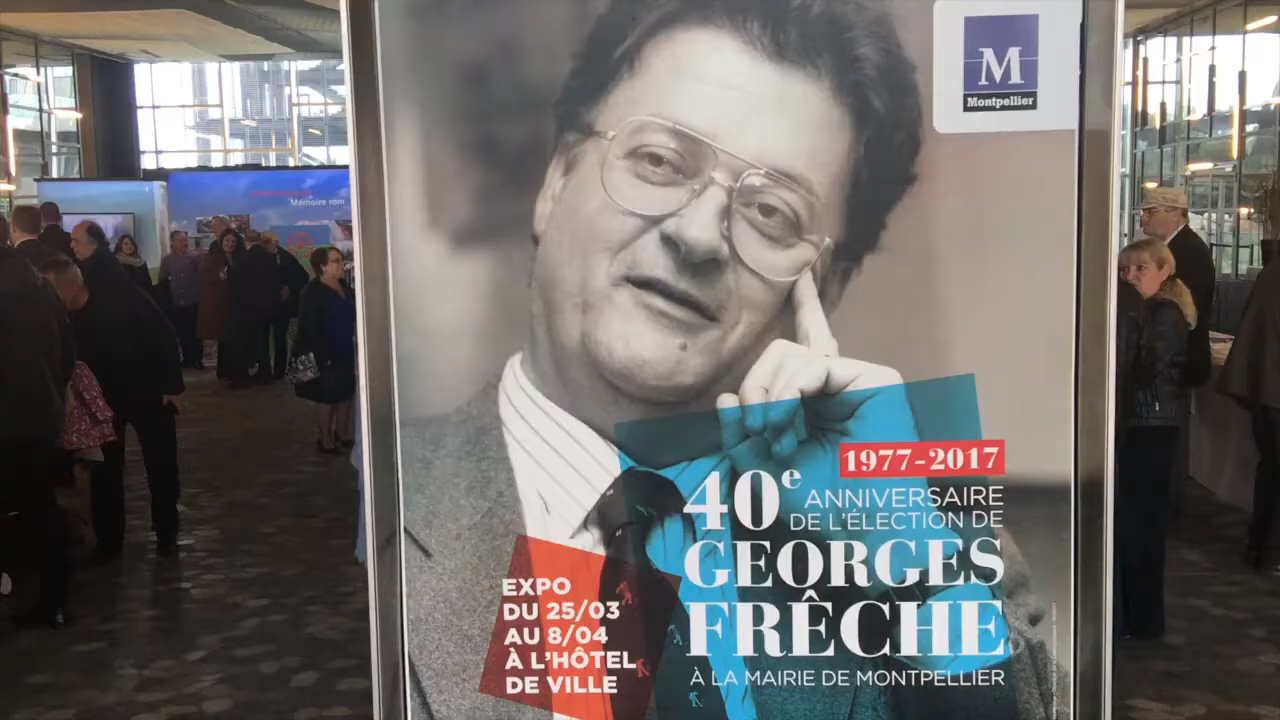 M
Montpellier
Mémoire
1977-2017
40e ANNIVERSAIRE
DE L'ÉLECTION DE
GEORGES
FRÊCHE
À LA MAIRIE DE MONTPELLIER
EXPO
DU 25/03
AU 8/04
À L'HÔTEL
DE VILLE